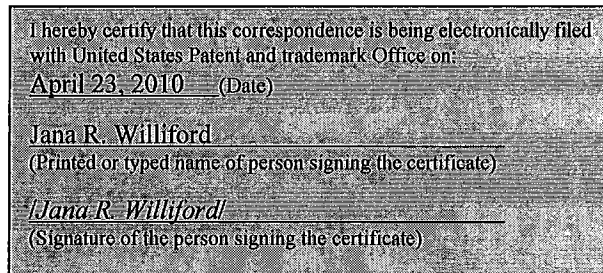 I hereby certify that this correspondence is being electronically filed
with United States Patent and trademark Office on:
April 23, 2010 (Date)
Jana R. Williford
(Printed or typed name of person signing the certificate)
/Jana R. Williford/
(Signature of the person signing the certificate)